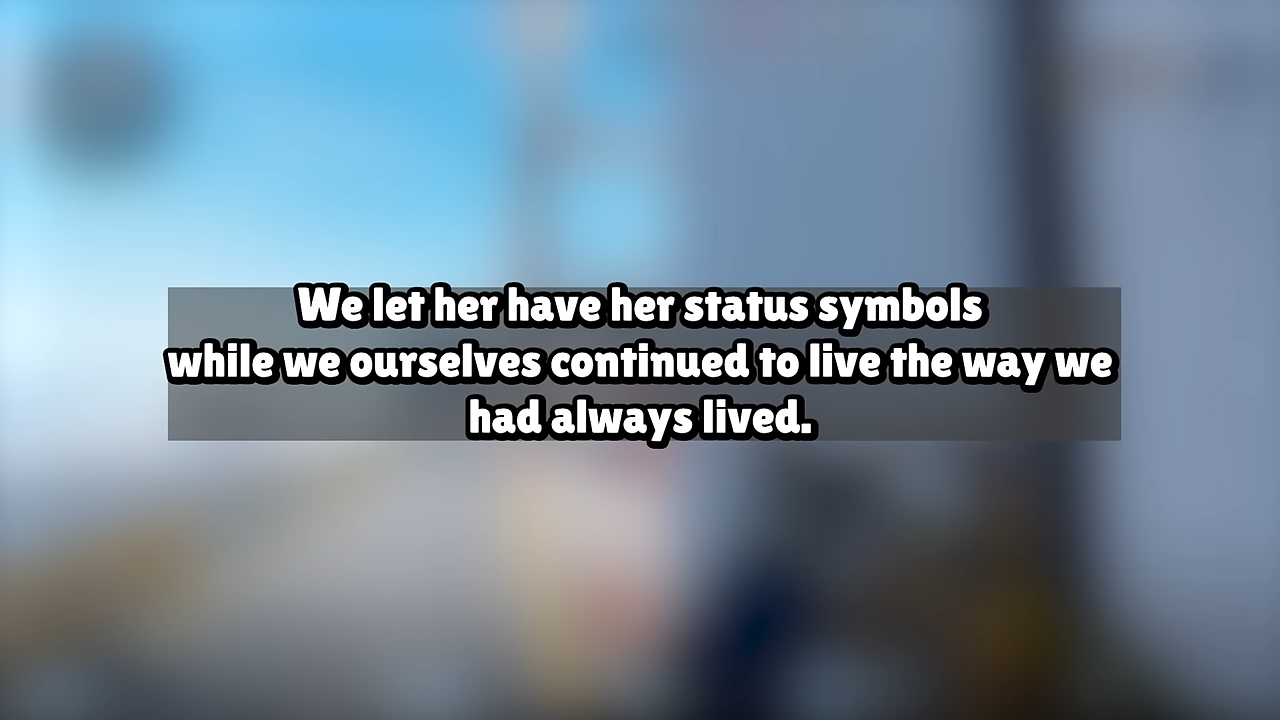 We let her have her status symbols
while we ourselves continued to live the way we
had always lived.